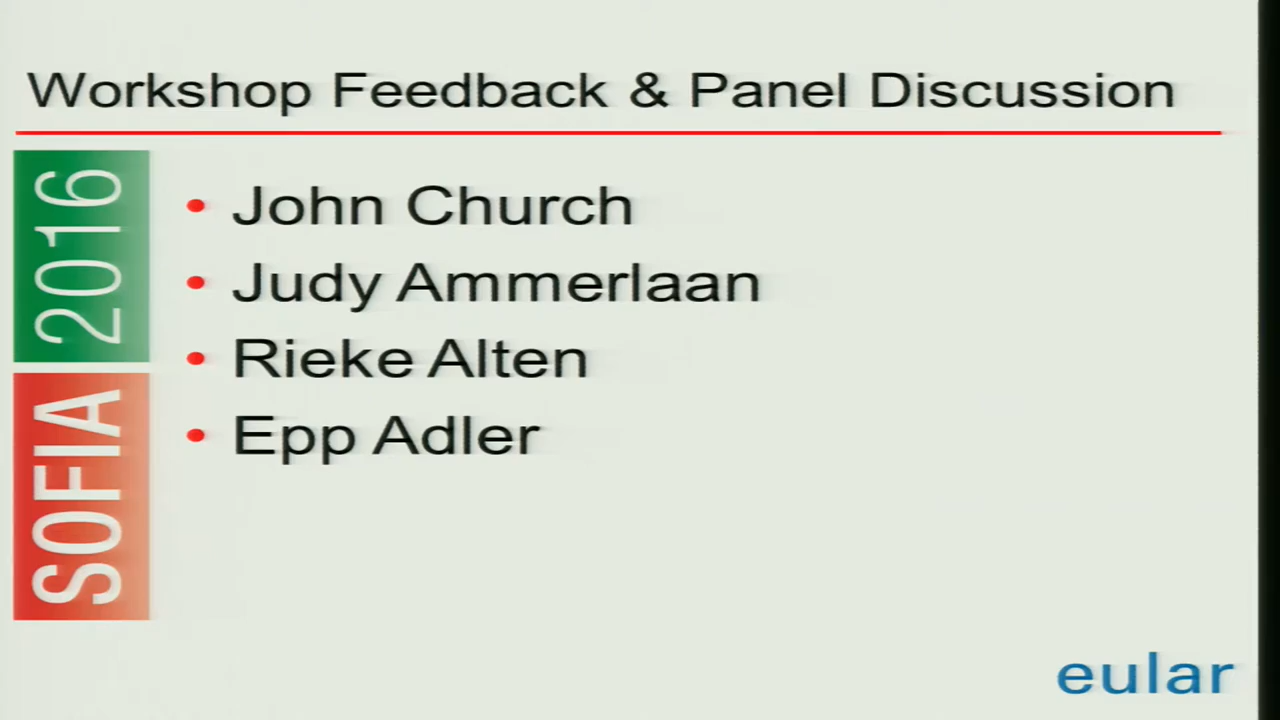 Workshop Feedback & Panel Discussion
SOFIA 2016
• John Church
• Judy Ammerlaan
• Rieke Alten
• Epp Adler
eular